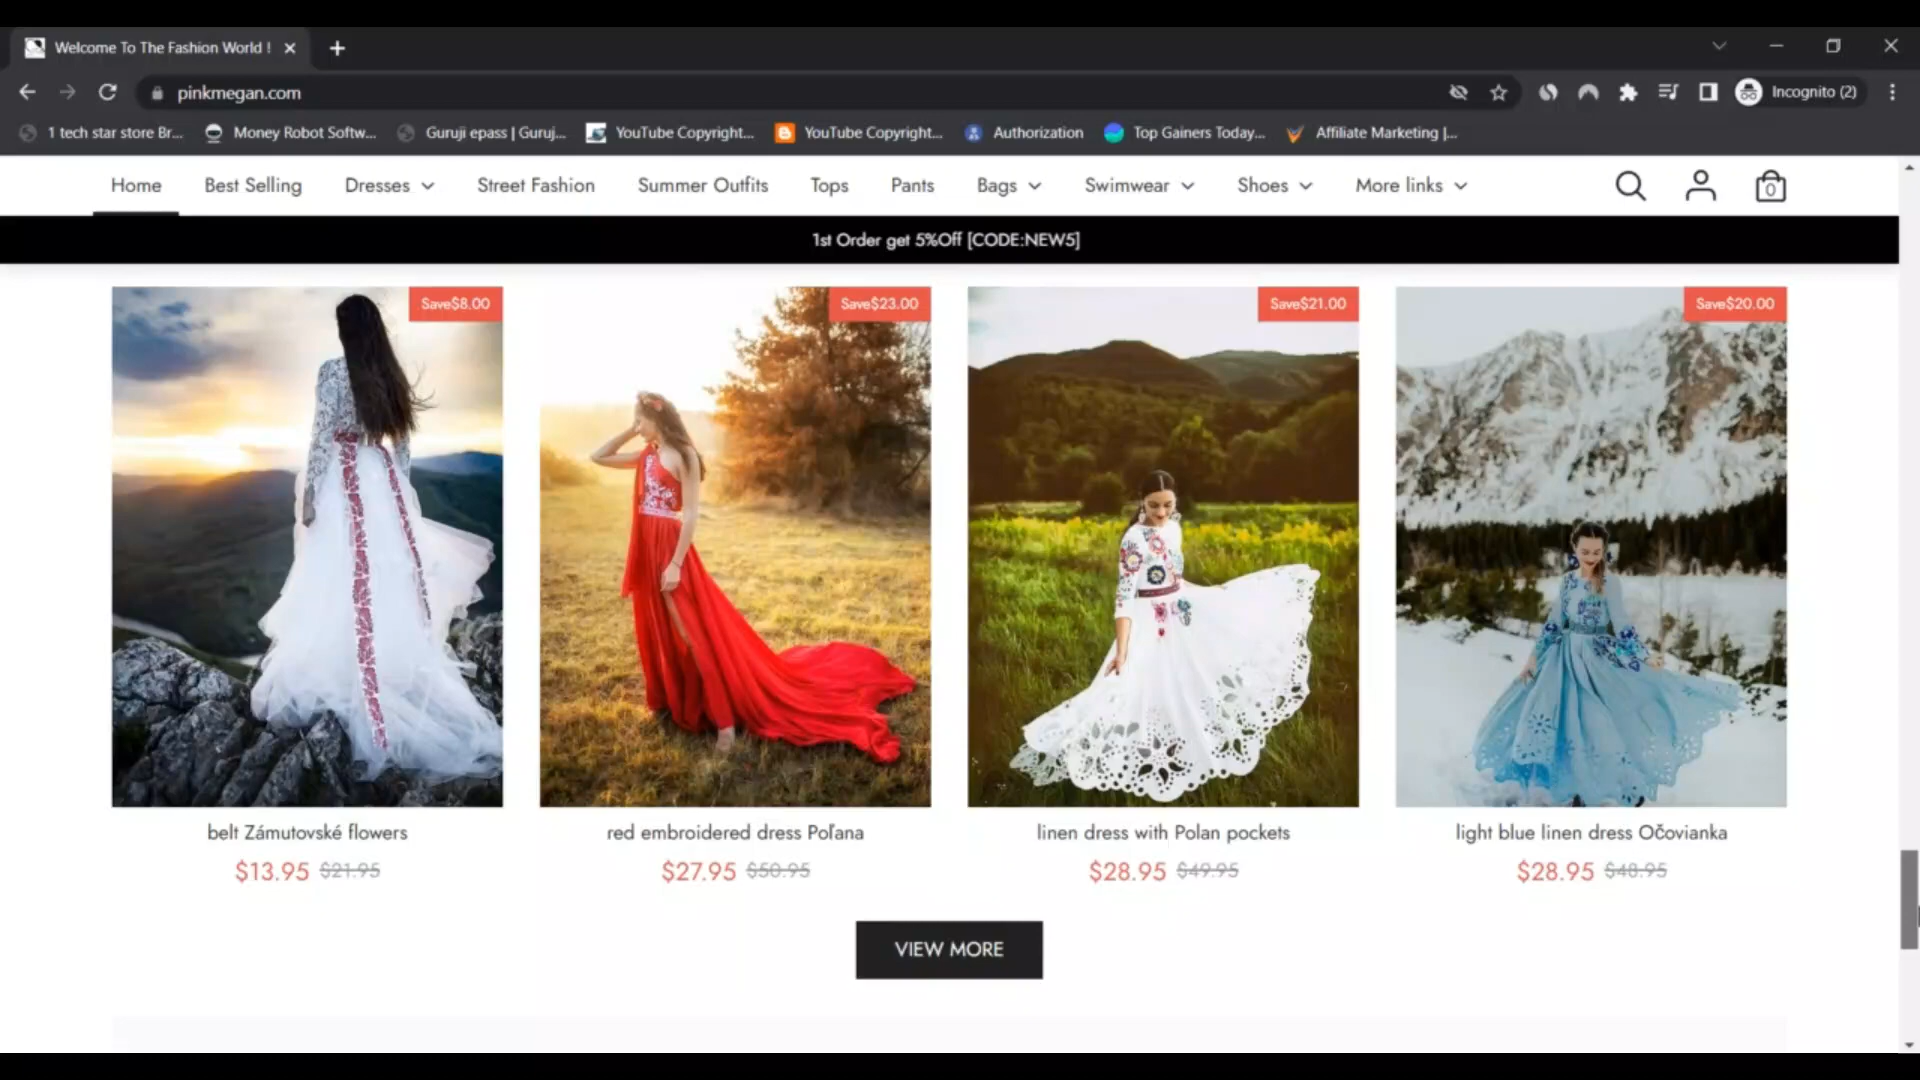 Welcome To The Fashion World !
pinkmegan.com
Incognito (2)
1 tech star store Br...
Money Robot Softw...
Guruji epass | Guruj...
YouTube Copyright...
YouTube Copyright...
Authorization
Top Gainers Today...
Affiliate Marketing |...
Home
Best Selling
Dresses
Street Fashion
Summer Outfits
Tops
Pants
Bags
Swimwear
Shoes
More links
0
1st Order get 5%Off [CODE:NEW5]
Save$8.00
Save$23.00
Save$21.00
Save$20.00
belt Zámutovské flowers
red embroidered dress Poľana
linen dress with Polan pockets
light blue linen dress Očovianka
$13.95 $21.95
$27.95 $50.95
$28.95 $49.95
$28.95 $48.95
VIEW MORE